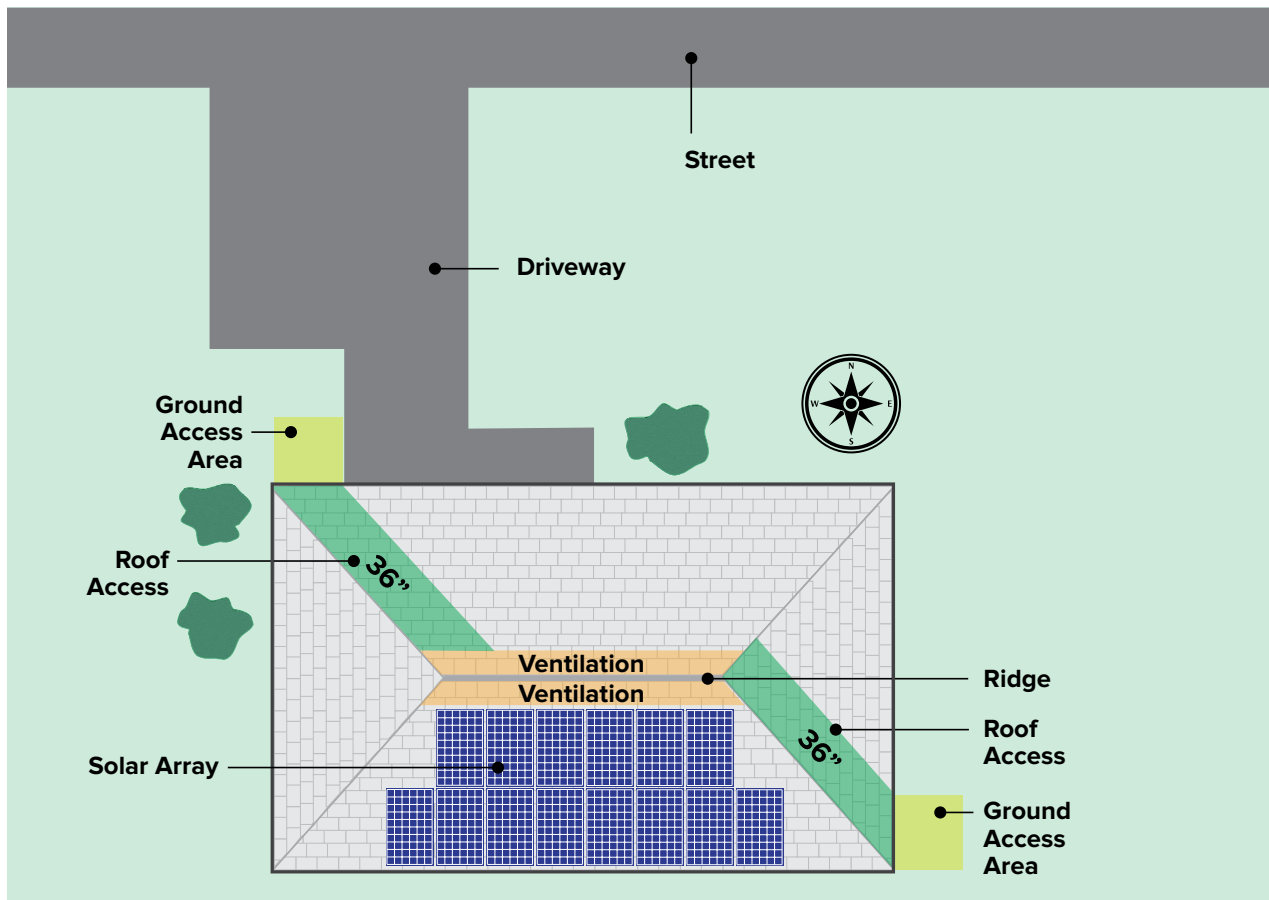 Street
Driveway
N
W
E
S
Ground
Access
Area
Roof
Access
36”
Ventilation
Ventilation
Ridge
Roof
Access
36”
Solar Array
Ground
Access
Area